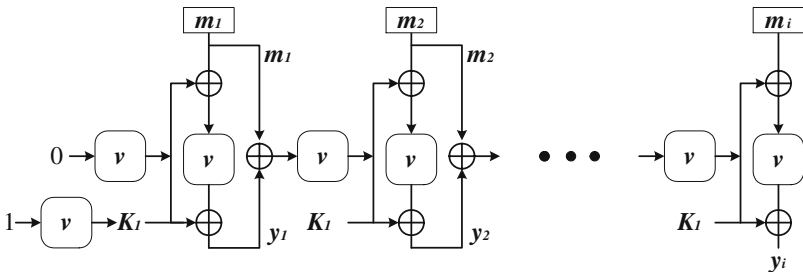 m1 m2 mi
m1 m2
0 v v v v v v
1 v K1 y1 K1 y2 K1
yi